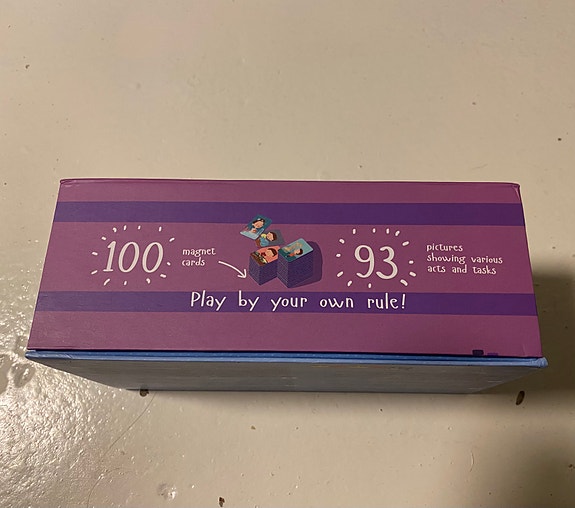 100
magnet
cards
93
pictures
showing various
acts and tasks
Play by your own rule!